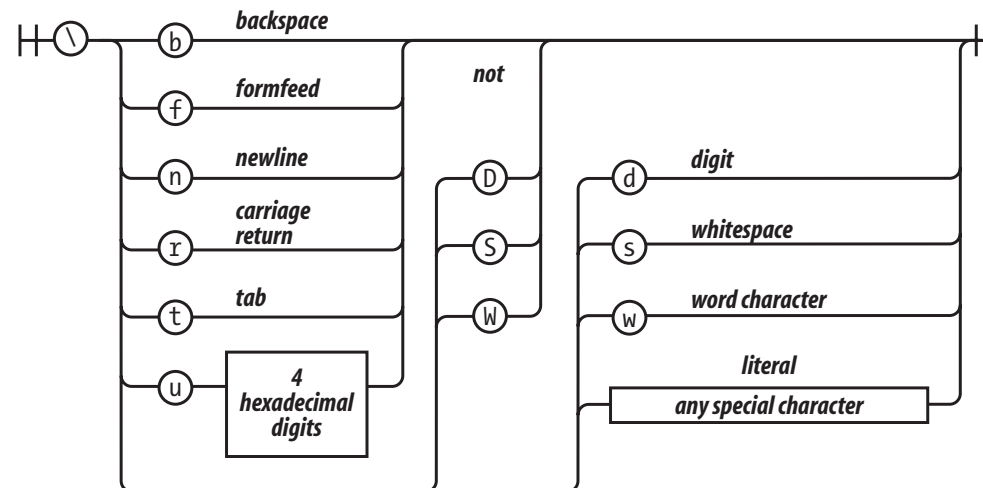 backspace
\ b
not
formfeed
f
newline
n
D
d
digit
carriage
return
r
S
s
whitespace
tab
t
W
w
word character
u
4
hexadecimal
digits
literal
any special character